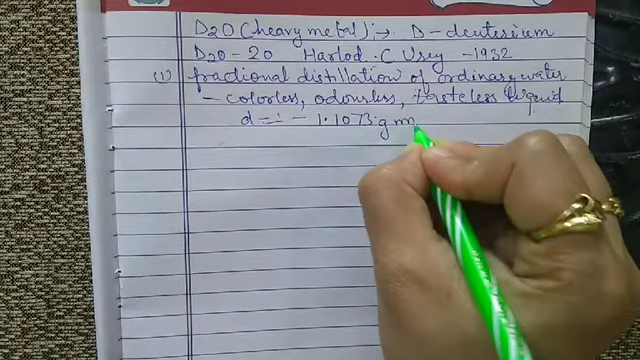 D2O (heavy metal) :→ D - deuterium
D2O - 20 Harlod . C Urey - 1932
(1) fractional distillation of ordinary water
- colorless, odourless, tasteless liquid
d = : - 1.1073 gm